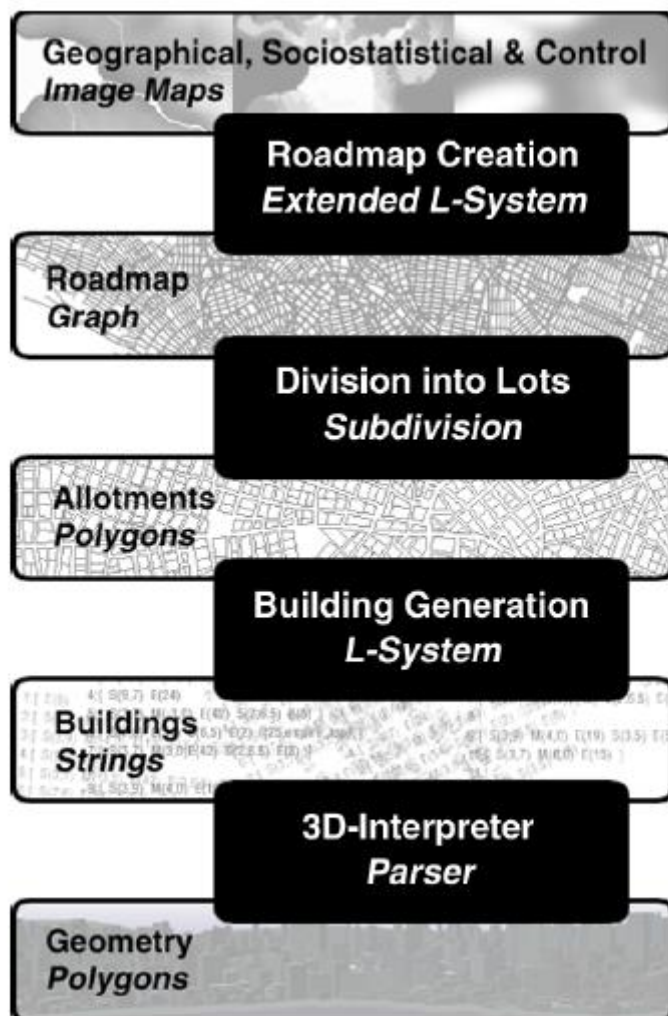 Geographical, Sociostatistical & Control
Image Maps
Roadmap Creation
Extended L-System
Roadmap
Graph
Division into Lots
Subdivision
Allotments
Polygons
Building Generation
L-System
Buildings
Strings
3D-Interpreter
Parser
Geometry
Polygons